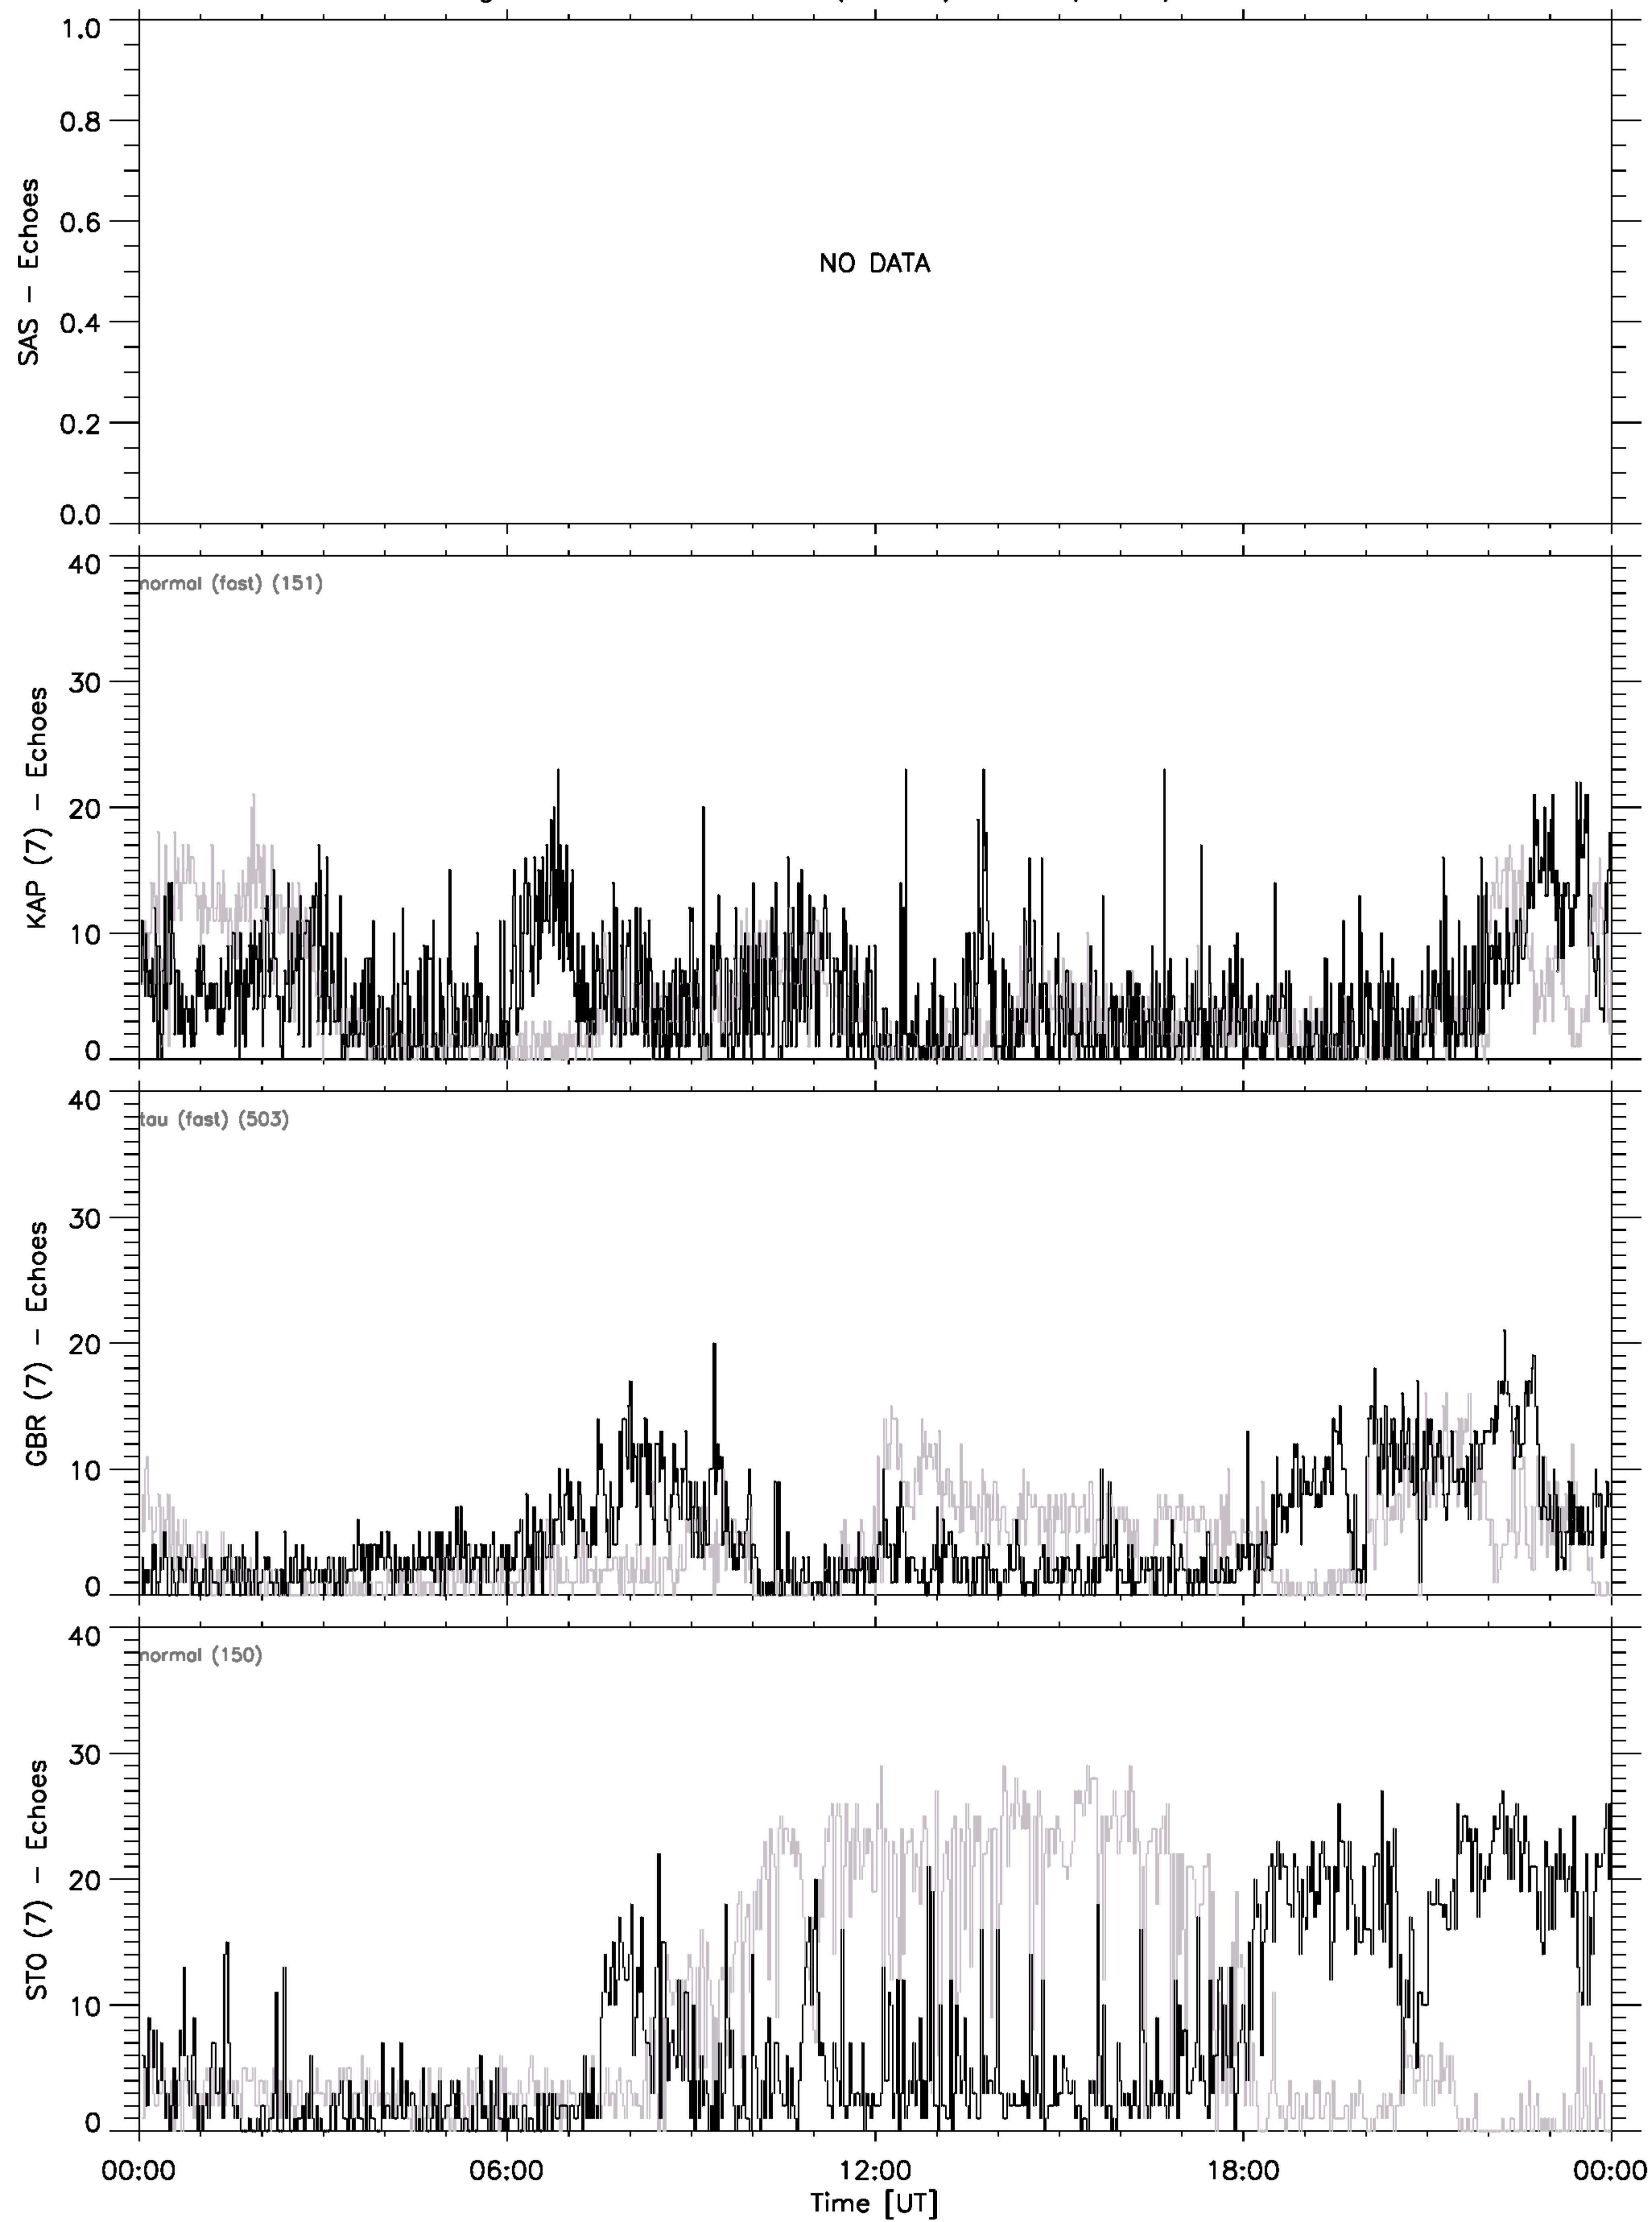 1.0
0.8
0.6
0.4
0.2
0.0
SAS - Echoes
NO DATA
40
30
20
10
0
KAP (7) - Echoes
normal (fast) (151)
40
30
20
10
0
GBR (7) - Echoes
tau (fast) (503)
40
30
20
10
0
STO (7) - Echoes
normal (150)
00:00 06:00 12:00 18:00 00:00
Time [UT]